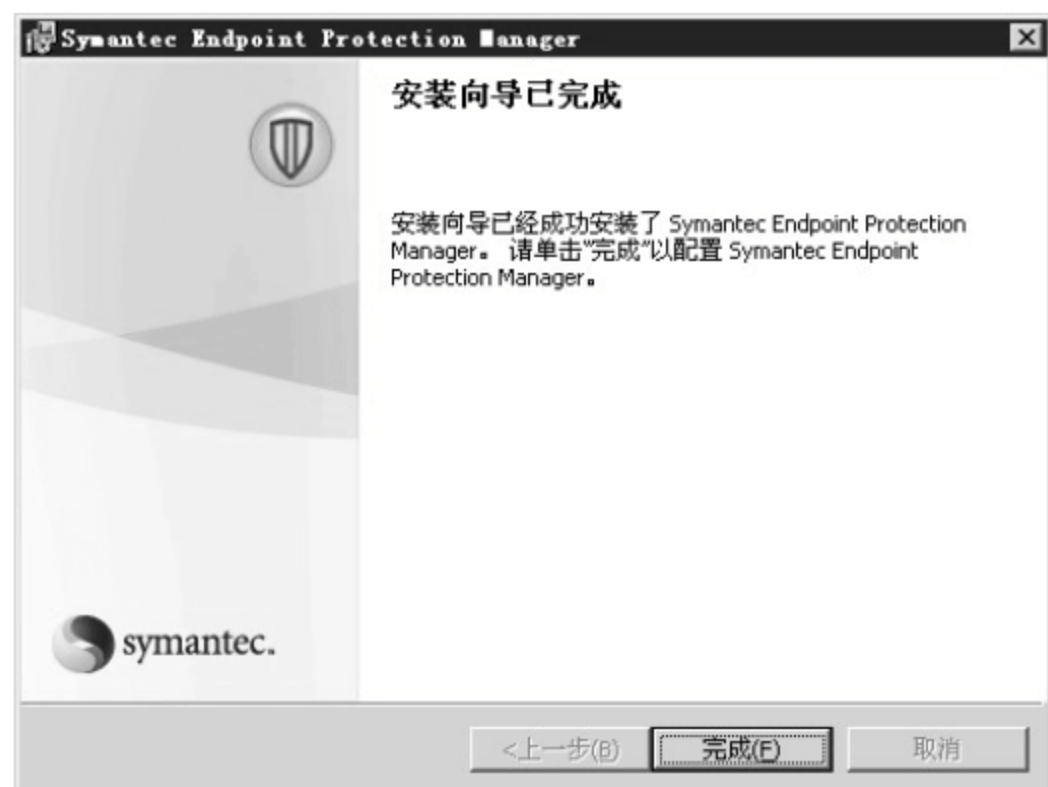 Symantec Endpoint Protection Manager
安装向导已完成
安装向导已经成功安装了 Symantec Endpoint Protection
Manager。 请单击"完成"以配置 Symantec Endpoint
Protection Manager。
symantec.
<上一步(B)
完成(F)
取消